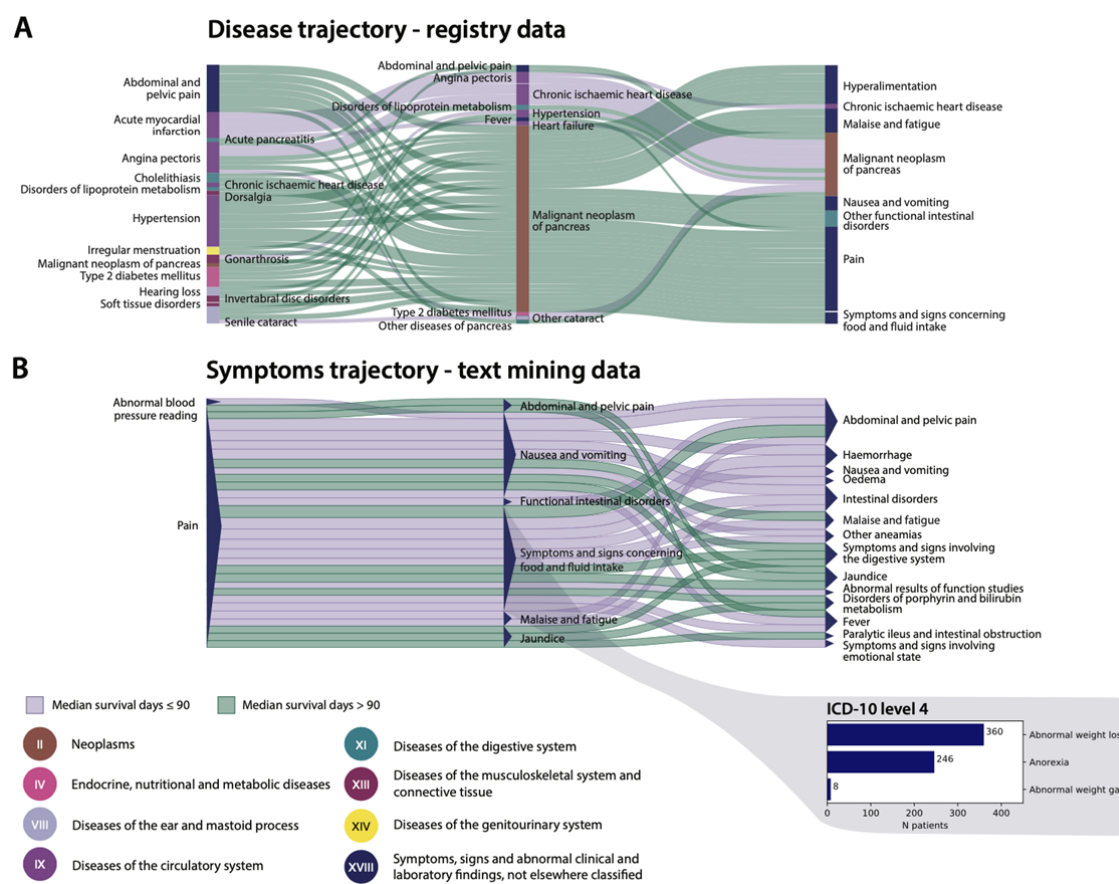 A
Disease trajectory - registry data
Abdominal and
pelvic pain
Acute myocardial
infarction
Acute pancreatitis
Angina pectoris
Cholelithiasis
Chronic ischaemic heart disease
Disorders of lipoprotein metabolism
Dorsalgia
Hypertension
Irregular menstruation
Gonarthrosis
Malignant neoplasm of pancreas
Type 2 diabetes mellitus
Hearing loss
Invertabral disc disorders
Soft tissue disorders
Senile cataract
Abdominal and pelvic pain
Angina pectoris
Chronic ischaemic heart disease
Disorders of lipoprotein metabolism
Hypertension
Fever
Heart failure
Malignant neoplasm
of pancreas
Type 2 diabetes mellitus
Other cataract
Other diseases of pancreas
Hyperalimentation
Chronic ischaemic heart disease
Malaise and fatigue
Malignant neoplasm
of pancreas
Nausea and vomiting
Other functional intestinal
disorders
Pain
Symptoms and signs concerning
food and fluid intake
B
Symptoms trajectory - text mining data
Abnormal blood
pressure reading
Pain
Abdominal and pelvic pain
Nausea and vomiting
Functional intestinal disorders
Symptoms and signs concerning
food and fluid intake
Malaise and fatigue
Jaundice
Abdominal and pelvic pain
Haemorrhage
Nausea and vomiting
Oedema
Intestinal disorders
Malaise and fatigue
Other aneamias
Symptoms and signs involving
the digestive system
Jaundice
Abnormal results of function studies
Disorders of porphyrin and bilirubin
metabolism
Fever
Paralytic ileus and intestinal obstruction
Symptoms and signs involving
emotional state
Median survival days ≤ 90
Median survival days > 90
II Neoplasms
IV Endocrine, nutritional and metabolic diseases
VIII Diseases of the ear and mastoid process
IX Diseases of the circulatory system
XI Diseases of the digestive system
XIII Diseases of the musculoskeletal system and
connective tissue
XIV Diseases of the genitourinary system
XVIII Symptoms, signs and abnormal clinical and
laboratory findings, not elsewhere classified
ICD-10 level 4
360 Abnormal weight los
246 Anorexia
8 Abnormal weight ga
0 100 200 300 400
N patients